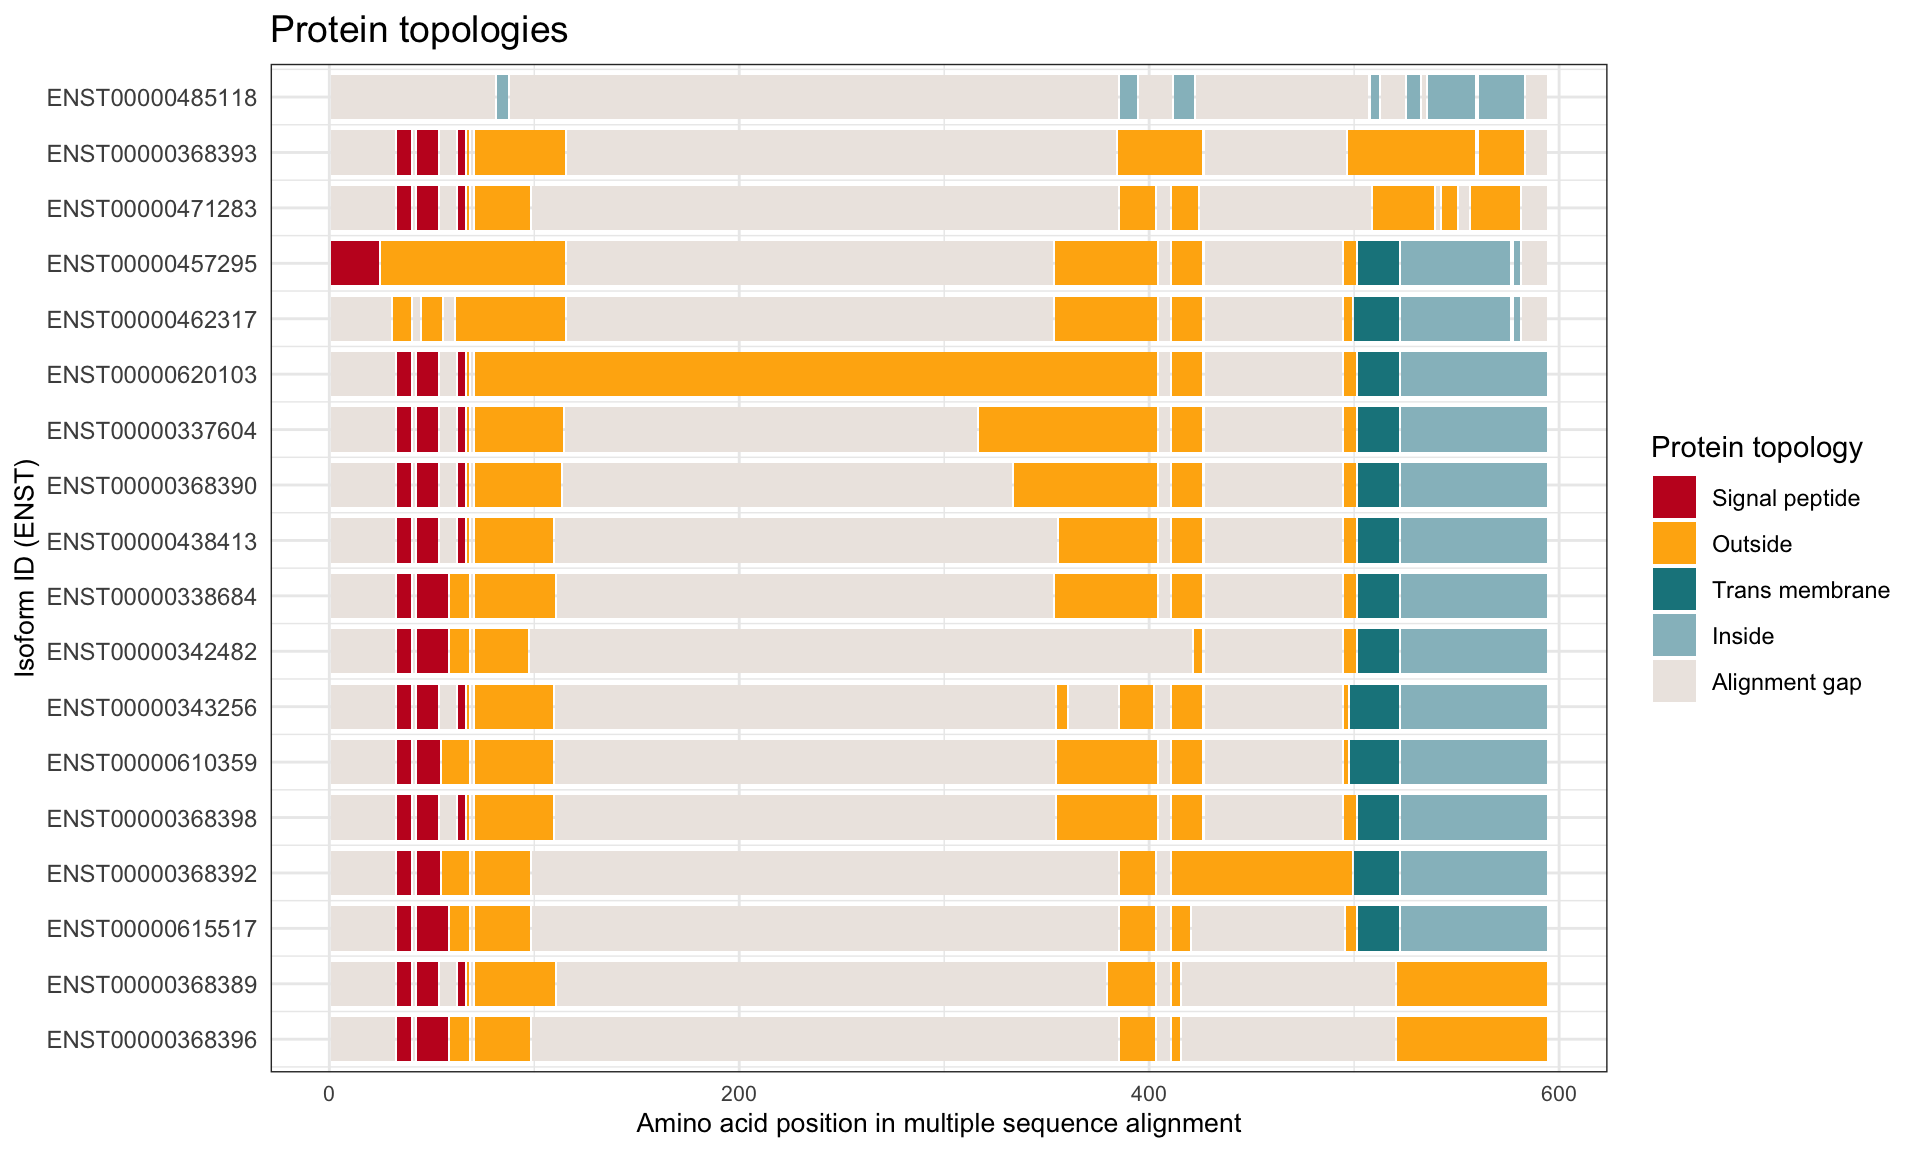 Protein topologies
ENST00000485118
ENST00000368393
ENST00000471283
ENST00000457295
ENST00000462317
ENST00000620103
ENST00000337604
ENST00000368390
ENST00000438413
ENST00000338684
ENST00000342482
ENST00000343256
ENST00000610359
ENST00000368398
ENST00000368392
ENST00000615517
ENST00000368389
ENST00000368396
Isoform ID (ENST)
0 200 400 600
Amino acid position in multiple sequence alignment
Protein topology
Signal peptide
Outside
Trans membrane
Inside
Alignment gap